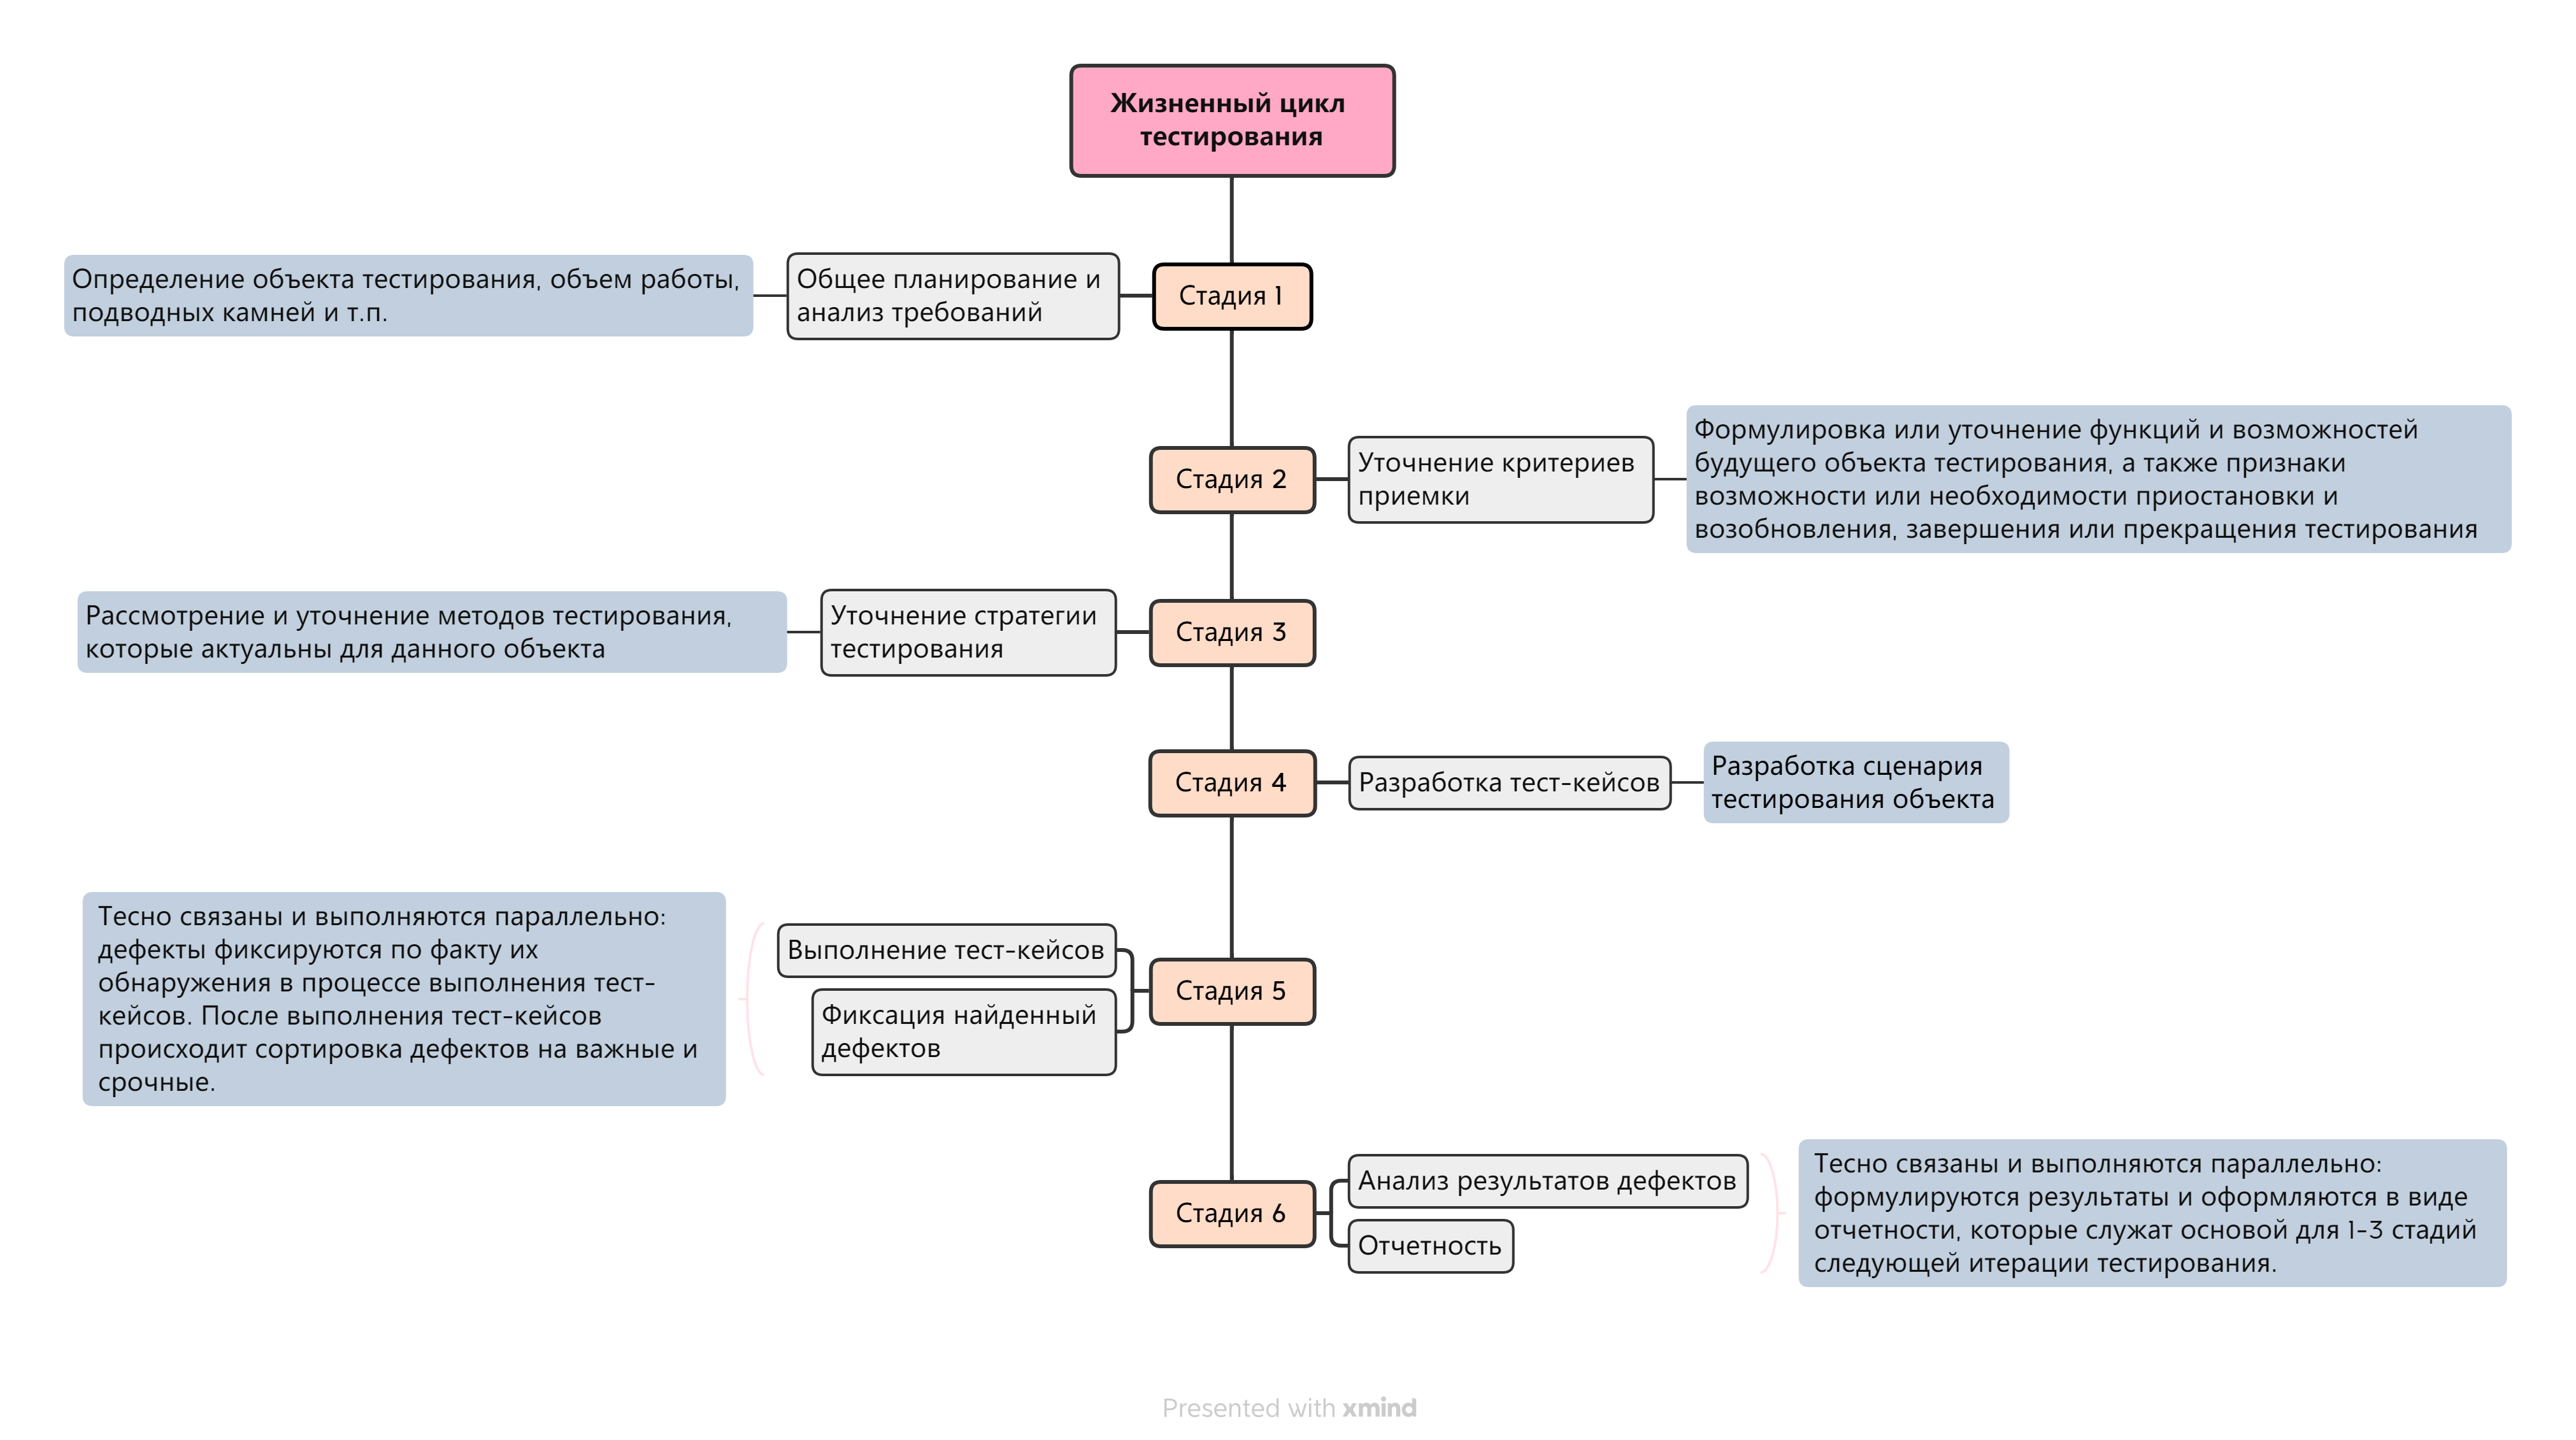 Жизненный цикл
тестирования
Определение объекта тестирования, объем работы,
подводных камней и т.п.
Общее планирование и
анализ требований
Стадия 1
Стадия 2
Уточнение критериев
приемки
Формулировка или уточнение функций и возможностей
будущего объекта тестирования, а также признаки
возможности или необходимости приостановки и
возобновления, завершения или прекращения тестирования
Рассмотрение и уточнение методов тестирования,
которые актуальны для данного объекта
Уточнение стратегии
тестирования
Стадия 3
Стадия 4
Разработка тест-кейсов
Разработка сценария
тестирования объекта
Тесно связаны и выполняются параллельно:
дефекты фиксируются по факту их
обнаружения в процессе выполнения тест-
кейсов. После выполнения тест-кейсов
происходит сортировка дефектов на важные и
срочные.
Выполнение тест-кейсов
Фиксация найденный
дефектов
Стадия 5
Стадия 6
Анализ результатов дефектов
Отчетность
Тесно связаны и выполняются параллельно:
формулируются результаты и оформляются в виде
отчетности, которые служат основой для 1-3 стадий
следующей итерации тестирования.
Presented with xmind